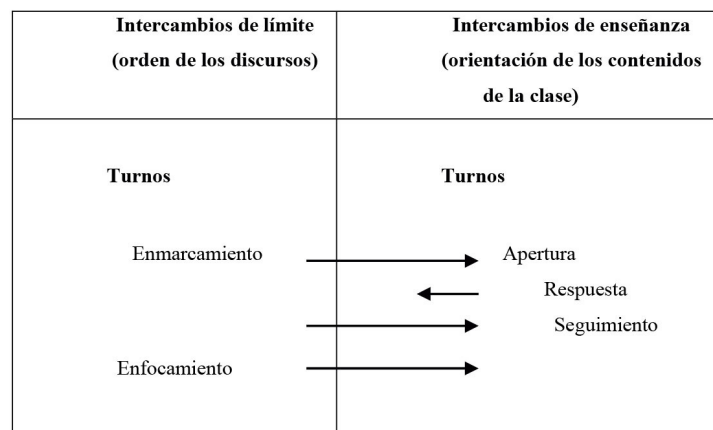 Intercambios de límite
(orden de los discursos)
Intercambios de enseñanza
(orientación de los contenidos
de la clase)
Turnos
Turnos
Enmarcamiento
Apertura
Respuesta
Seguimiento
Enfocamiento